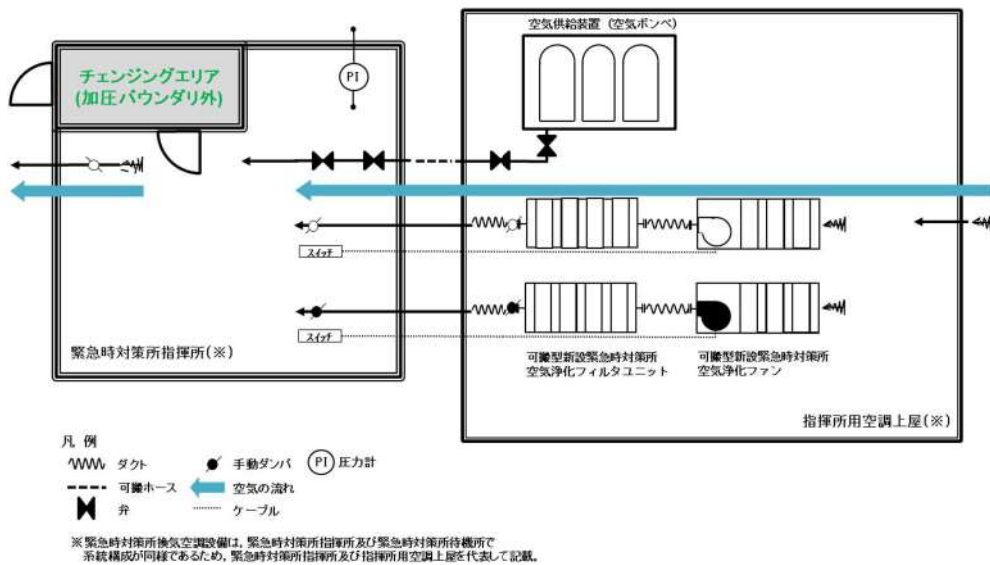 空気供給装置（空気ボンベ）
チェンジングエリア
(加圧バウンダリ外)
PI
スイッチ
スイッチ
緊急時対策所指揮所(※)
可搬型新設緊急時対策所
空気浄化フィルタユニット
可搬型新設緊急時対策所
空気浄化ファン
指揮所用空調上屋(※)
凡 例
ダクト
手動ダンパ
PI 圧力計
可搬ホース
空気の流れ
弁
ケーブル
※緊急時対策所換気空調設備は，緊急時対策所指揮所及び緊急時対策所待機所で
系統構成が同様であるため，緊急時対策所指揮所及び指揮所用空調上屋を代表して記載。